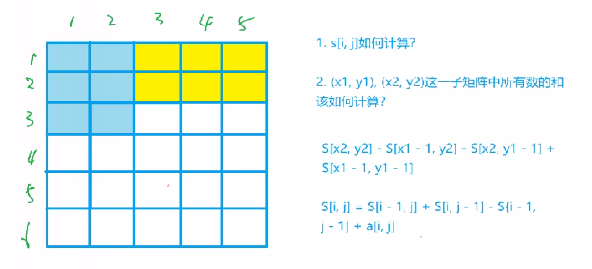 1 2 3 4 5
1
2
3
4
5
1. s[i, j]如何计算?
2. (x1, y1), (x2, y2)这一子矩阵中所有数的和
该如何计算?
S[x2, y2] - S[x1 - 1, y2] - S[x2, y1 - 1] +
S[x1 - 1, y1 - 1]
S[i, j] = S[i - 1, j] + S[i, j - 1] - S[i - 1,
j - 1] + a[i, j]